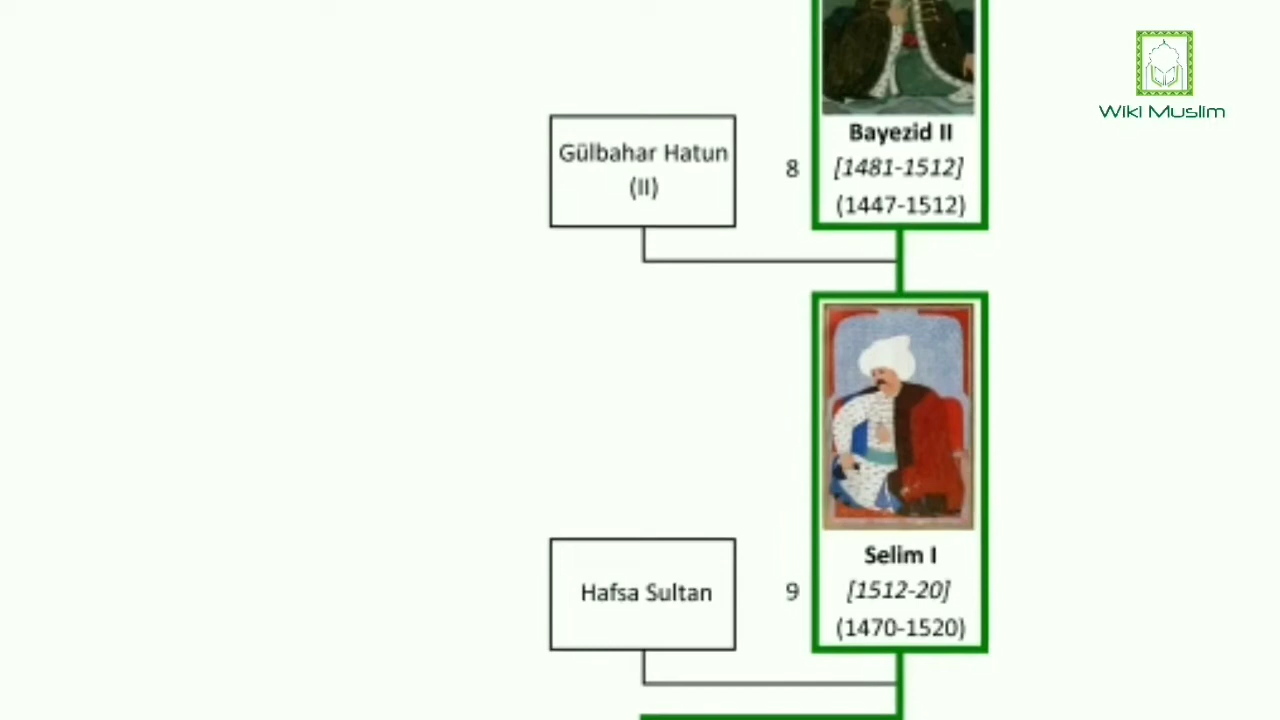 Wiki Muslim
Bayezid II
Gülbahar Hatun
(II)
8
[1481-1512]
(1447-1512)
Selim I
Hafsa Sultan
9
[1512-20]
(1470-1520)